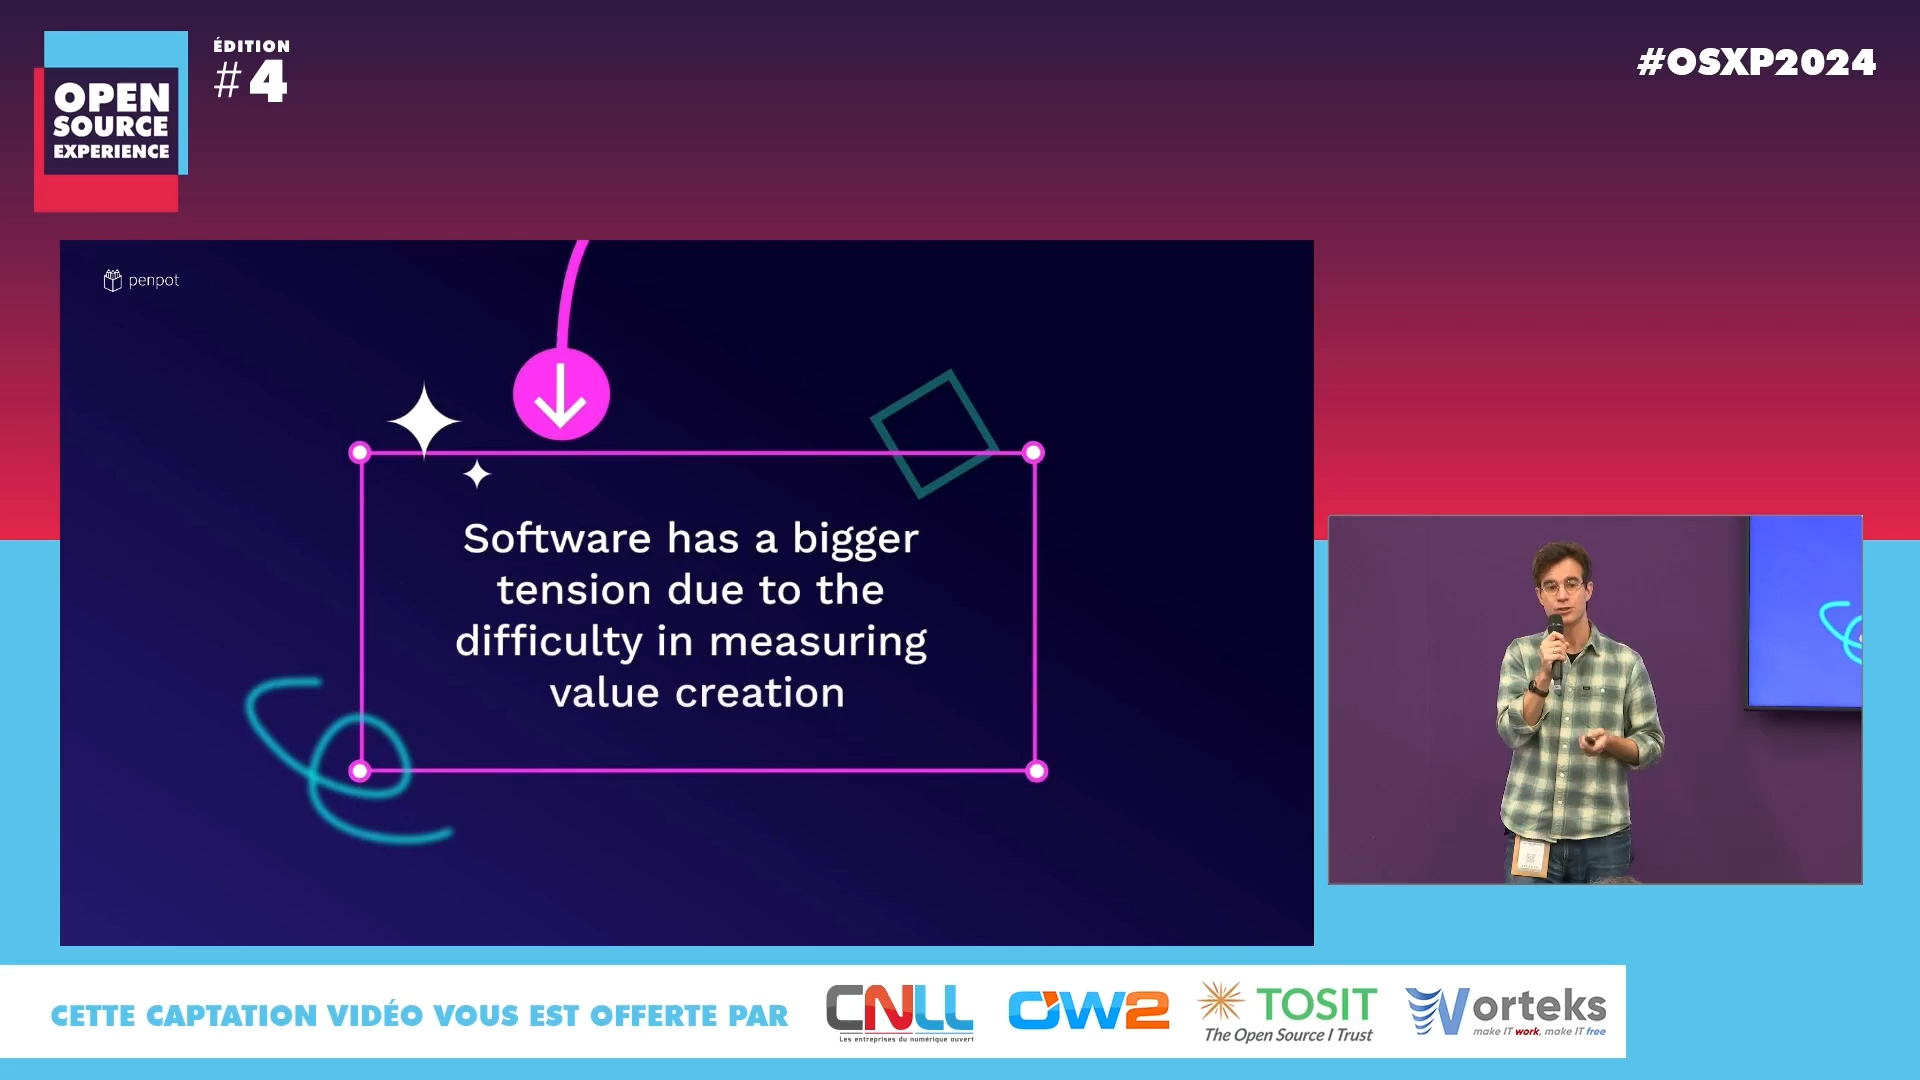 OPEN
SOURCE
EXPERIENCE
ÉDITION
#4
#OSXP2024
penpot
Software has a bigger
tension due to the
difficulty in measuring
value creation
CETTE CAPTATION VIDÉO VOUS EST OFFERTE PAR
CNLL
Les entreprises du numérique ouvert
OW2
TOSIT
The Open Source I Trust
Worteks
make IT work, make IT free